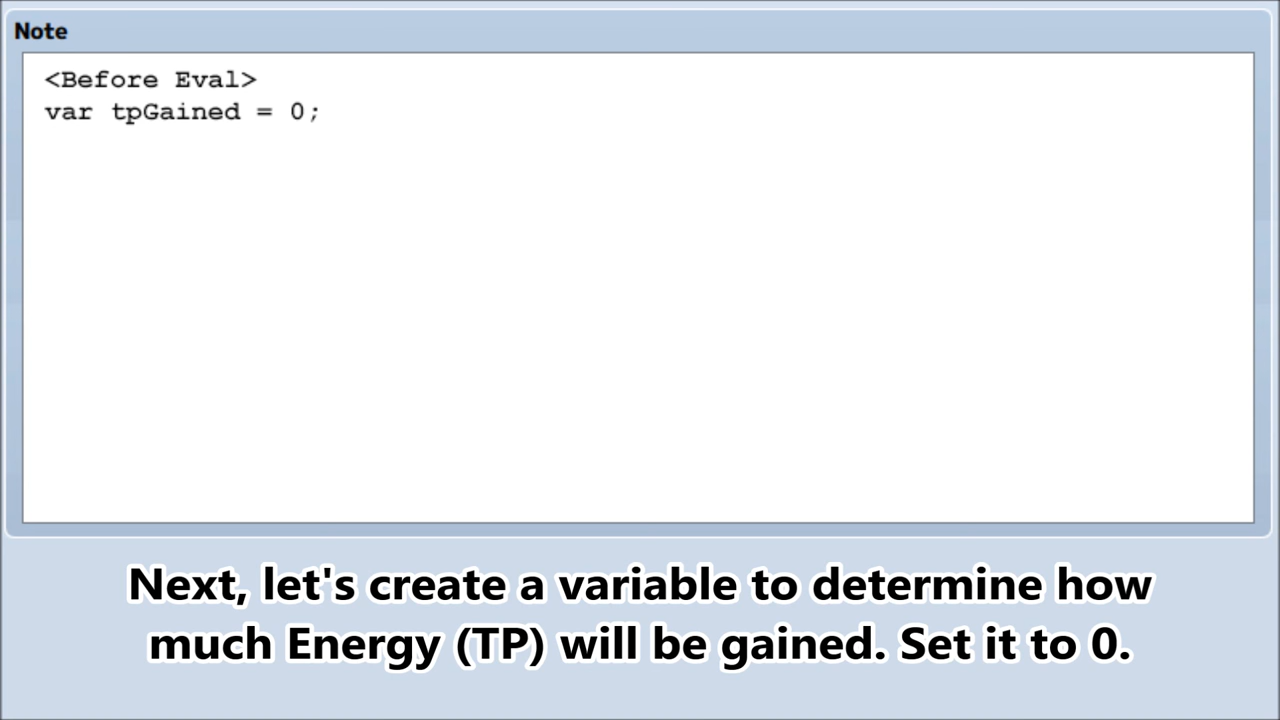 Note
<Before Eval>
var tpGained = 0;
Next, let's create a variable to determine how
much Energy (TP) will be gained. Set it to 0.